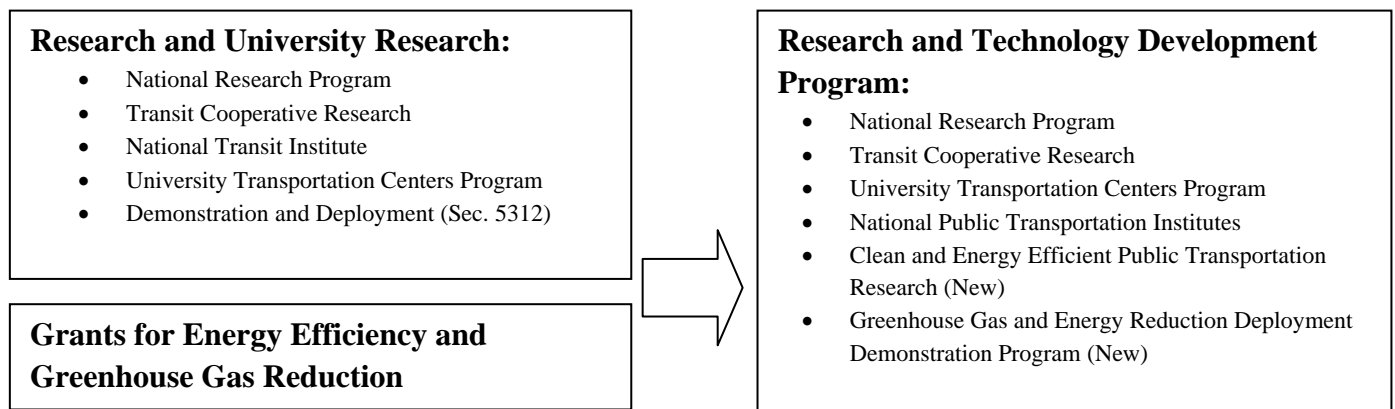 Research and University Research:
• National Research Program
• Transit Cooperative Research
• National Transit Institute
• University Transportation Centers Program
• Demonstration and Deployment (Sec. 5312)
Grants for Energy Efficiency and
Greenhouse Gas Reduction
Research and Technology Development
Program:
• National Research Program
• Transit Cooperative Research
• University Transportation Centers Program
• National Public Transportation Institutes
• Clean and Energy Efficient Public Transportation
Research (New)
• Greenhouse Gas and Energy Reduction Deployment
Demonstration Program (New)